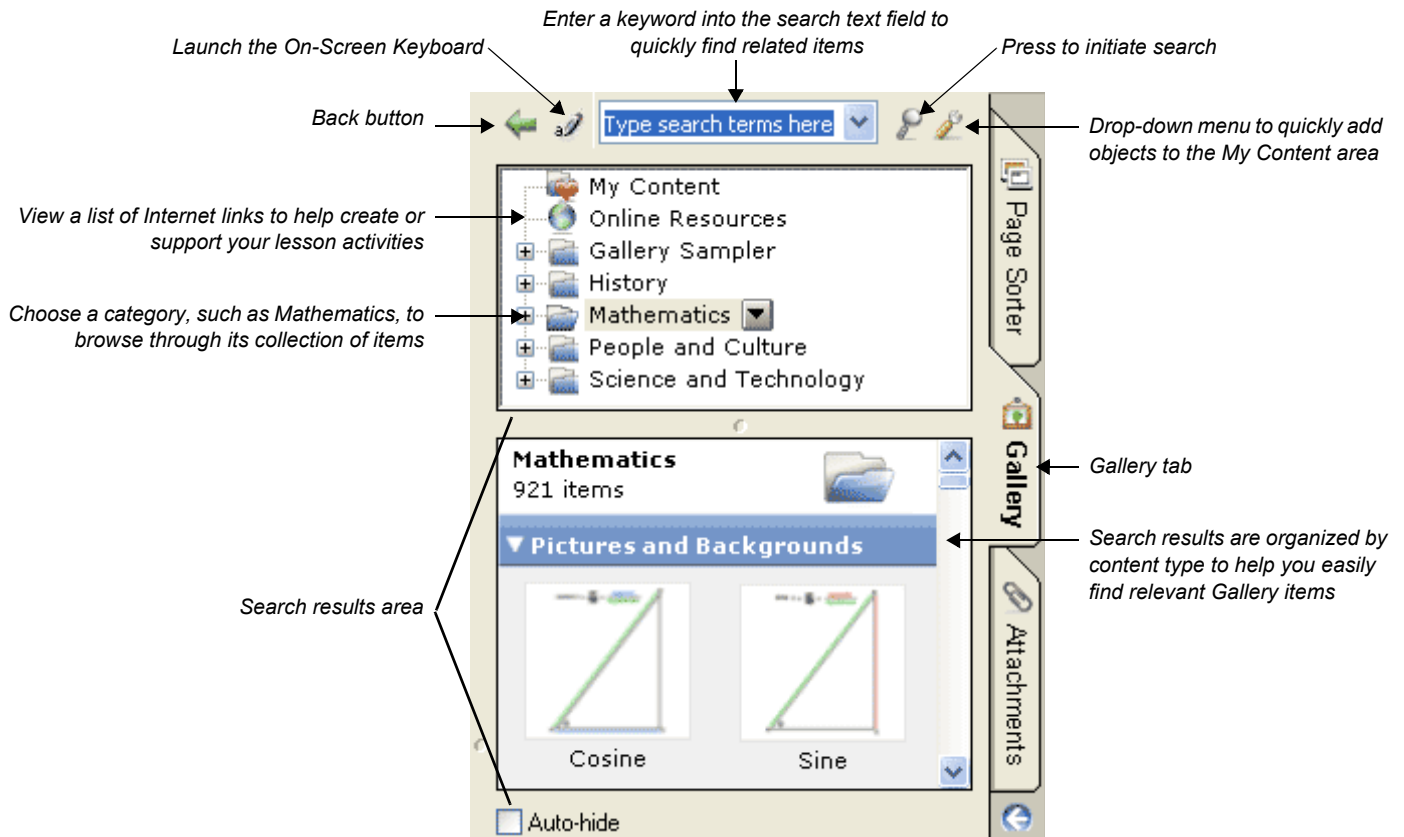 Enter a keyword into the search text field to
quickly find related items
Launch the On-Screen Keyboard
Press to initiate search
Back button
a
Type search terms here
Drop-down menu to quickly add
objects to the My Content area
My Content
Online Resources
Gallery Sampler
History
Mathematics
People and Culture
Science and Technology
View a list of Internet links to help create or
support your lesson activities
Choose a category, such as Mathematics, to
browse through its collection of items
Page Sorter
Gallery
Attachments
Gallery tab
Mathematics
921 items
Pictures and Backgrounds
Search results are organized by
content type to help you easily
find relevant Gallery items
Search results area
Cosine
Sine
Auto-hide